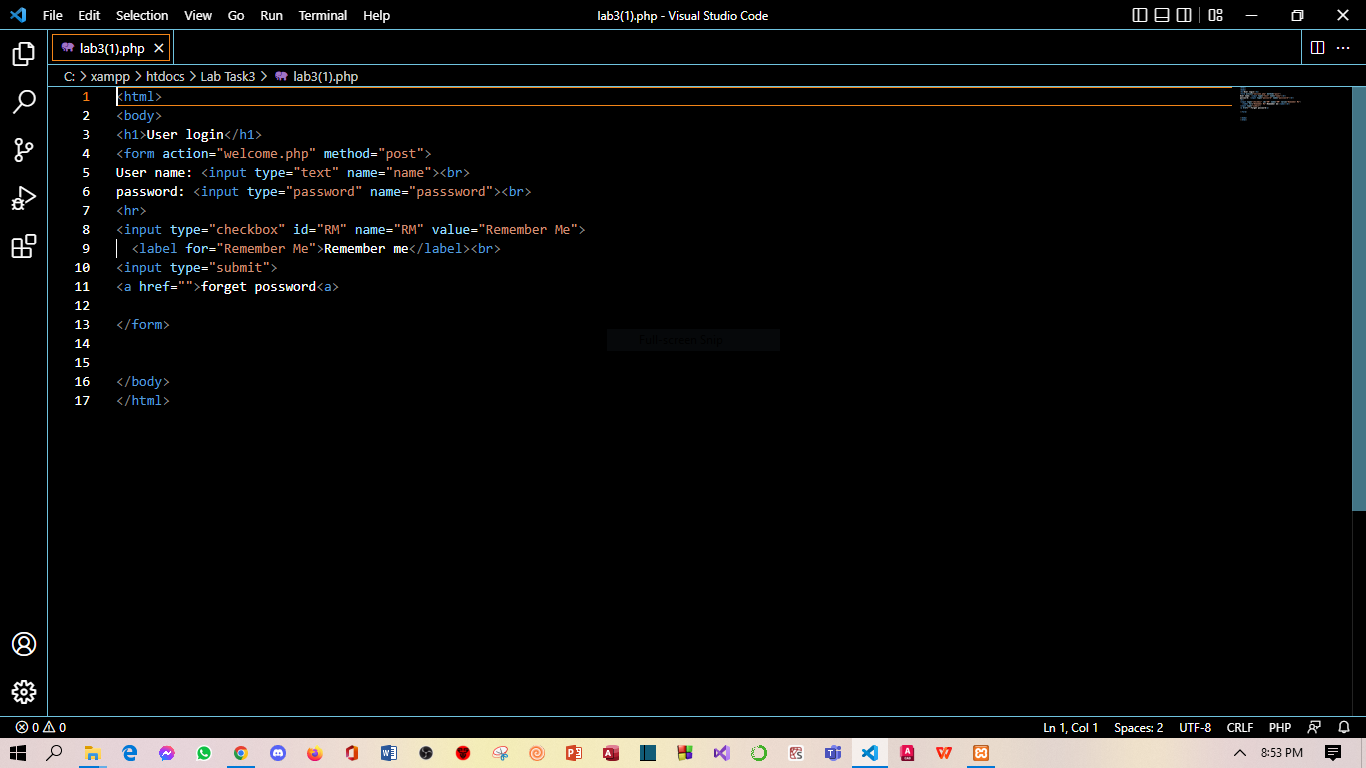 File Edit Selection View Go Run Terminal Help lab3(1).php - Visual Studio Code
lab3(1).php
C: > xampp > htdocs > Lab Task3 > lab3(1).php
1 <html>
2 <body>
3 <h1>User login</h1>
4 <form action="welcome.php" method="post">
5 User name: <input type="text" name="name"><br>
6 password: <input type="password" name="passsword"><br>
7 <hr>
8 <input type="checkbox" id="RM" name="RM" value="Remember Me">
9 <label for="Remember Me">Remember me</label><br>
10 <input type="submit">
11 <a href="">forget possword<a>
12
13 </form>
14
15
16 </body>
17 </html>
Full-screen Snip
0 0 Ln 1, Col 1 Spaces: 2 UTF-8 CRLF PHP
8:53 PM